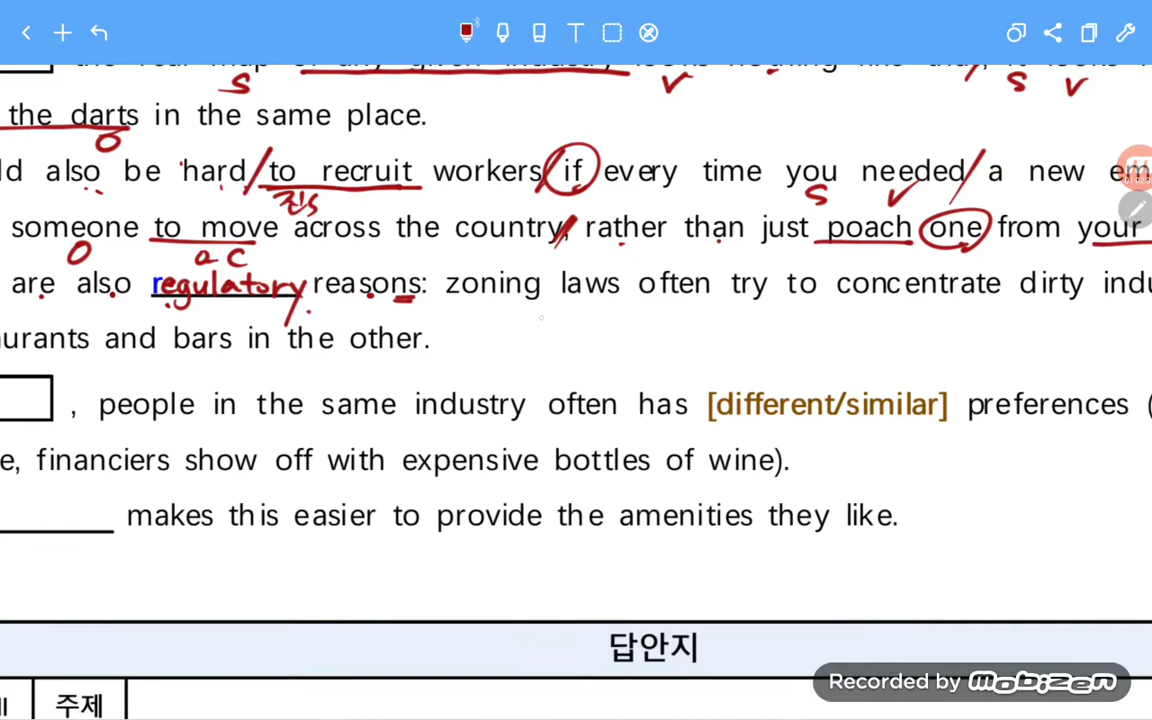 the darts in the same place.
S V S V
O
ld also be hard to recruit workers if every time you needed a new em
진S S V
someone to move across the country, rather than just poach one from your
O a C
are also regulatory reasons: zoning laws often try to concentrate dirty indu
urants and bars in the other.
, people in the same industry often has [different/similar] preferences (
e, financiers show off with expensive bottles of wine).
makes this easier to provide the amenities they like.
답안지
주제
Recorded by mobizen